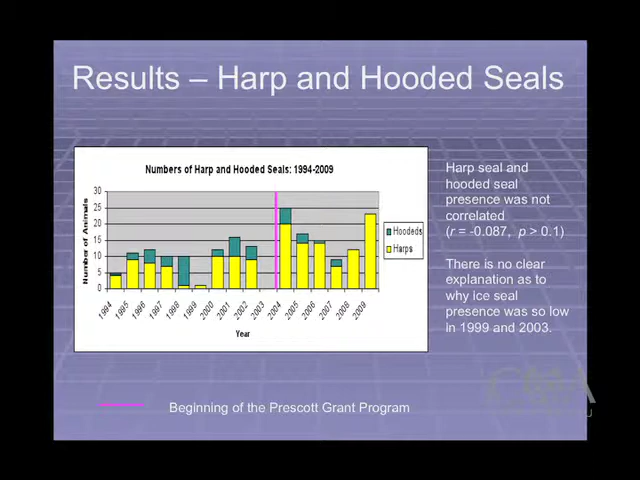 Results – Harp and Hooded Seals
Numbers of Harp and Hooded Seals: 1994-2009
Number of Animals
30
25
20
15
10
5
0
1994
1995
1996
1997
1998
1999
2000
2001
2002
2003
2004
2005
2006
2007
2008
2009
Year
Hoodeds
Harps
Harp seal and
hooded seal
presence was not
correlated
(r = -0.087, p > 0.1)
There is no clear
explanation as to
why ice seal
presence was so low
in 1999 and 2003.
Beginning of the Prescott Grant Program